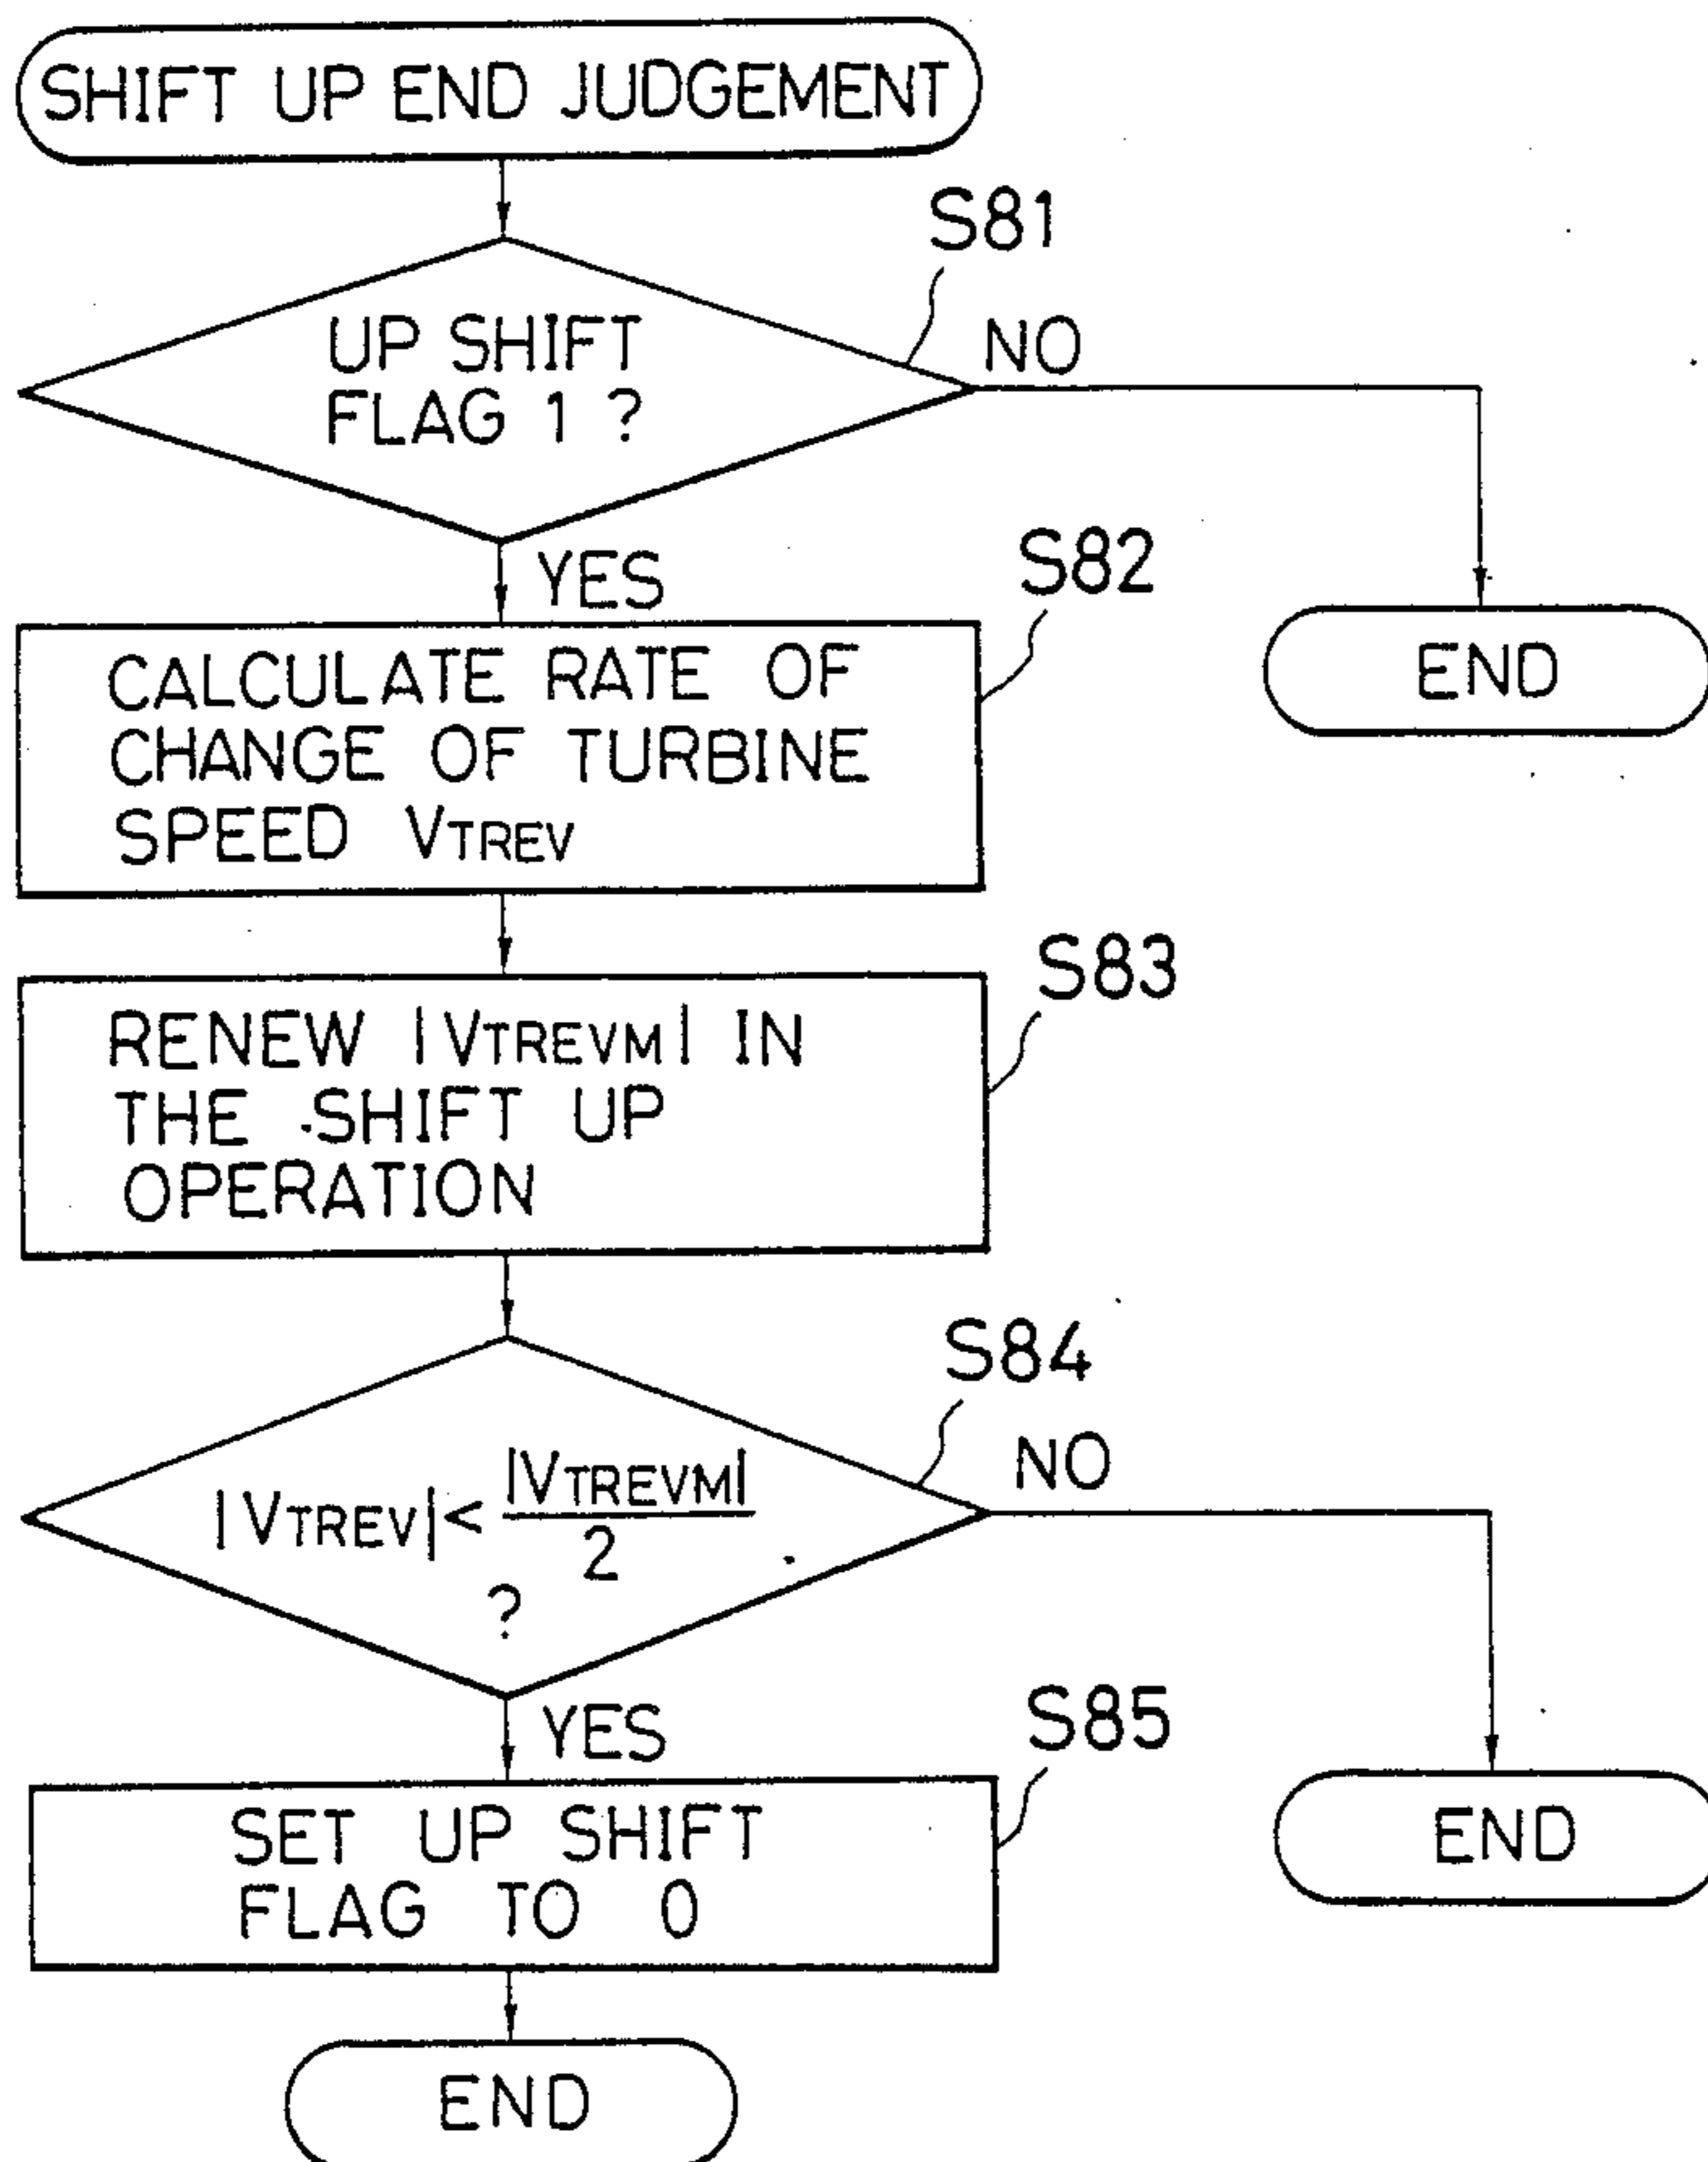 SHIFT UP END JUDGEMENT
S81
UP SHIFT
FLAG 1 ?
NO
YES
S82
END
CALCULATE RATE OF
CHANGE OF TURBINE
SPEED VTREV
S83
RENEW |VTREVM| IN
THE SHIFT UP
OPERATION
S84
NO
|VTREV| < |VTREVM|
2
?
YES
S85
SET UP SHIFT
FLAG TO 0
END
END